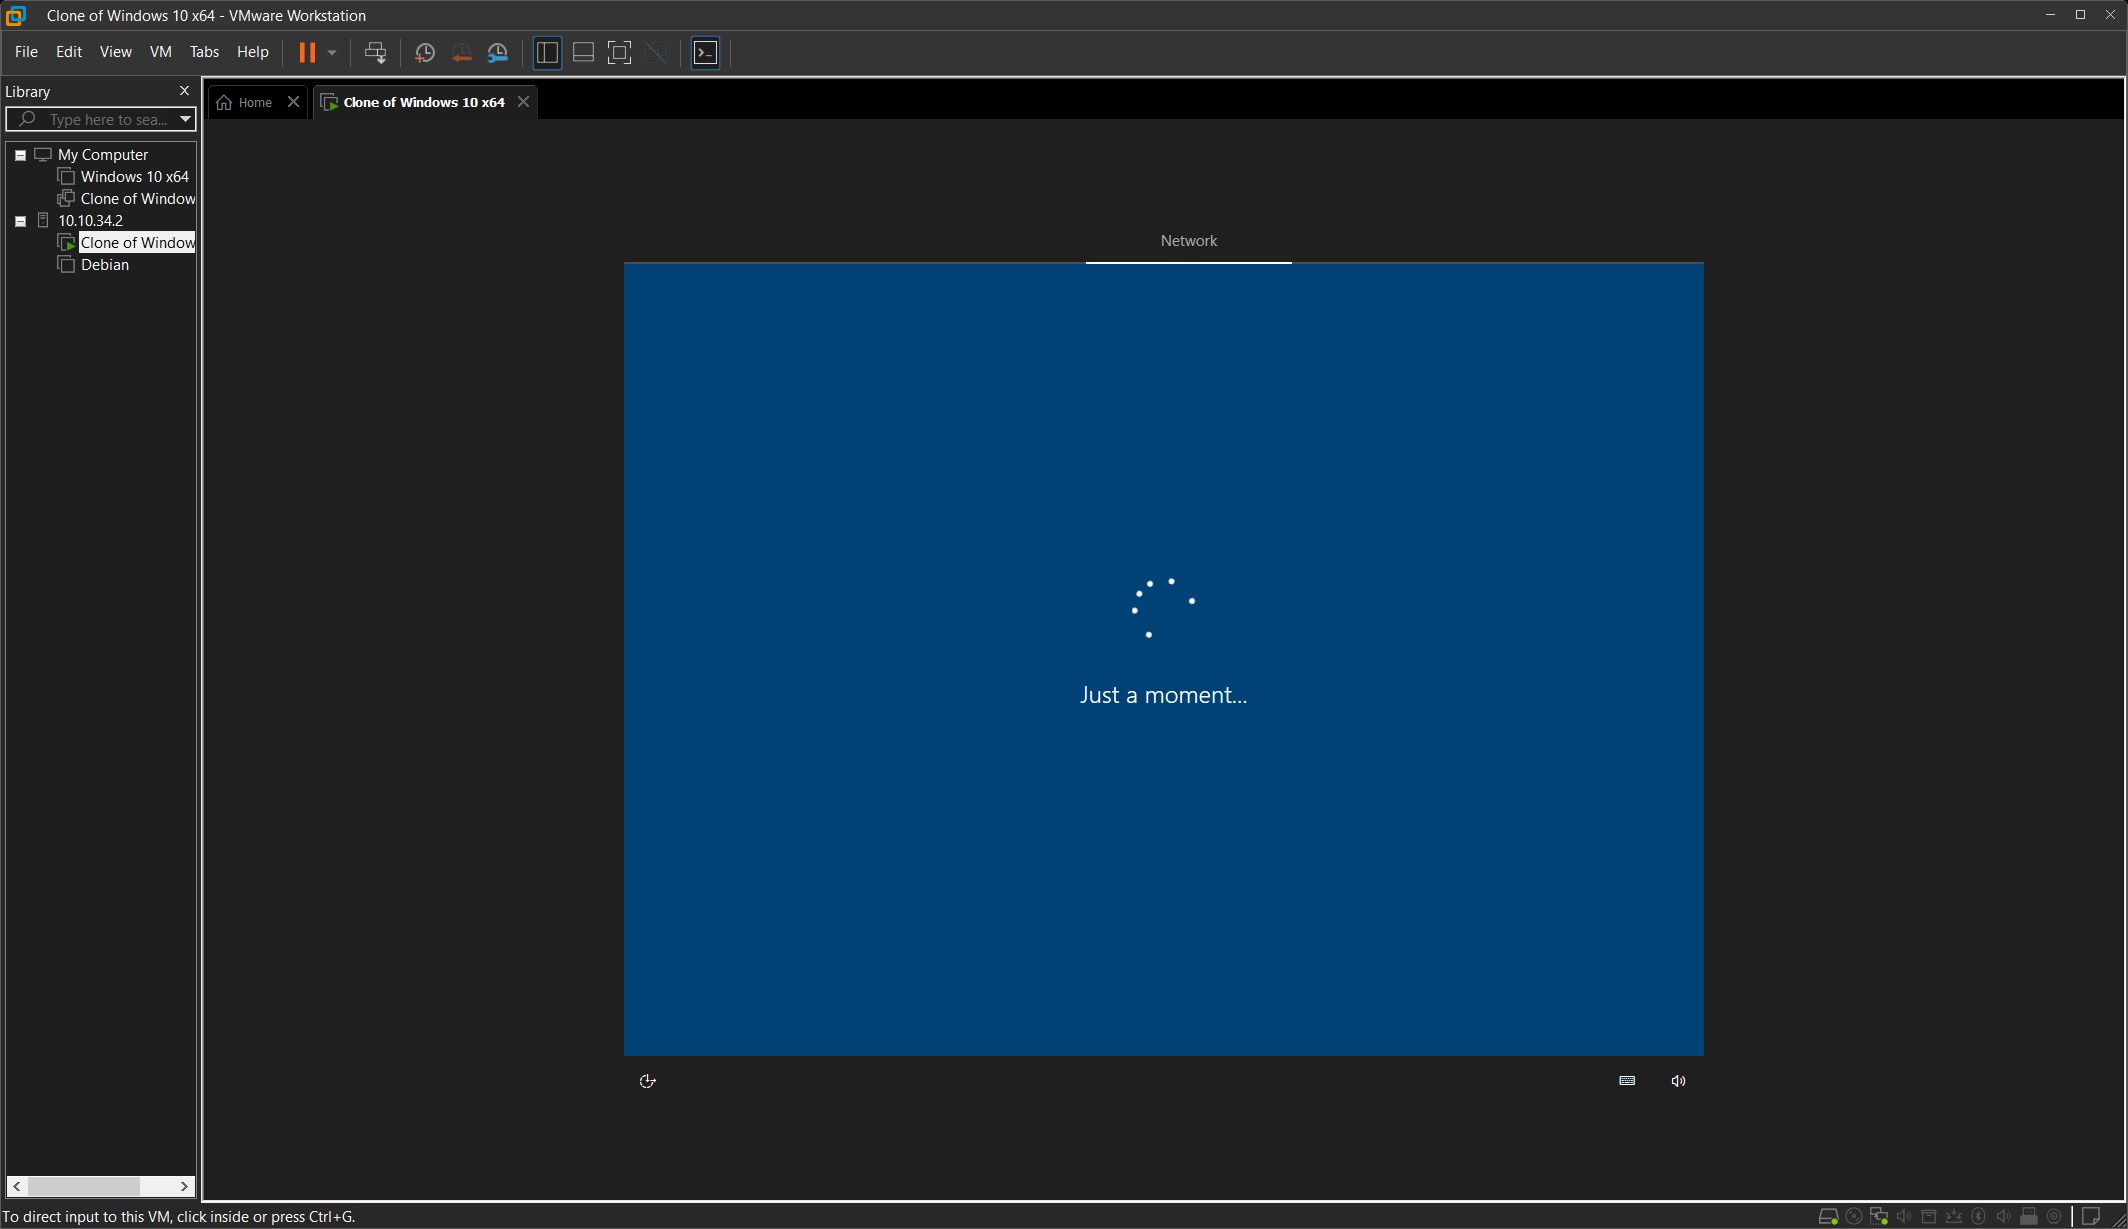 Clone of Windows 10 x64 - VMware Workstation
File Edit View VM Tabs Help
Library
Type here to sea...
Home
Clone of Windows 10 x64
My Computer
Windows 10 x64
Clone of Window
10.10.34.2
Clone of Window
Debian
Network
Just a moment...
To direct input to this VM, click inside or press Ctrl+G.